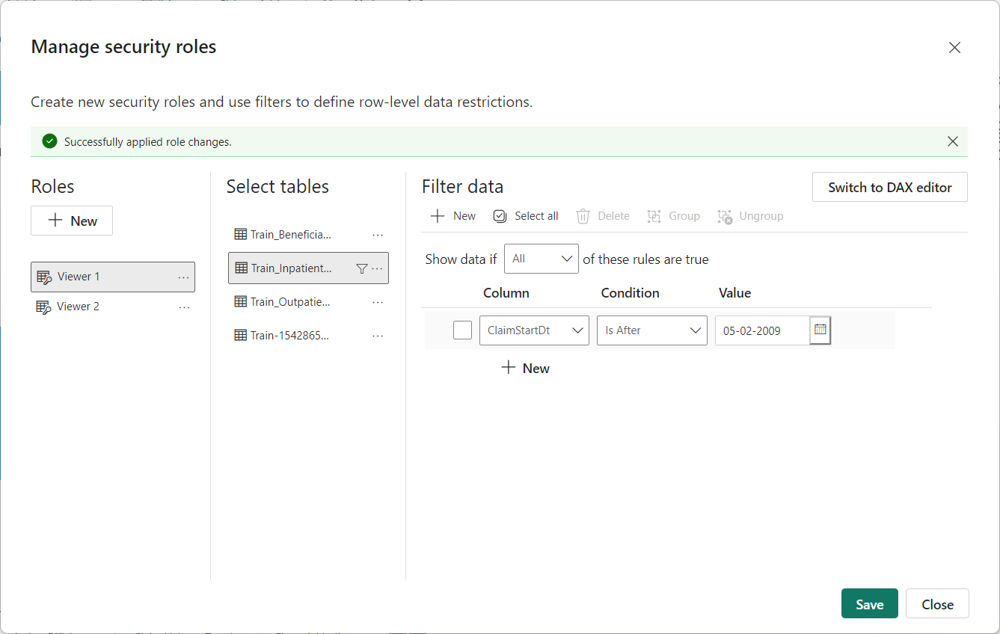 Manage security roles
Create new security roles and use filters to define row-level data restrictions.
Successfully applied role changes.
Roles
New
Viewer 1
Viewer 2
Select tables
Train_Beneficia...
Train_Inpatient...
Train_Outpatie...
Train-1542865...
Filter data
Switch to DAX editor
New Select all Delete Group Ungroup
Show data if All of these rules are true
Column Condition Value
ClaimStartDt Is After 05-02-2009
New
Save Close